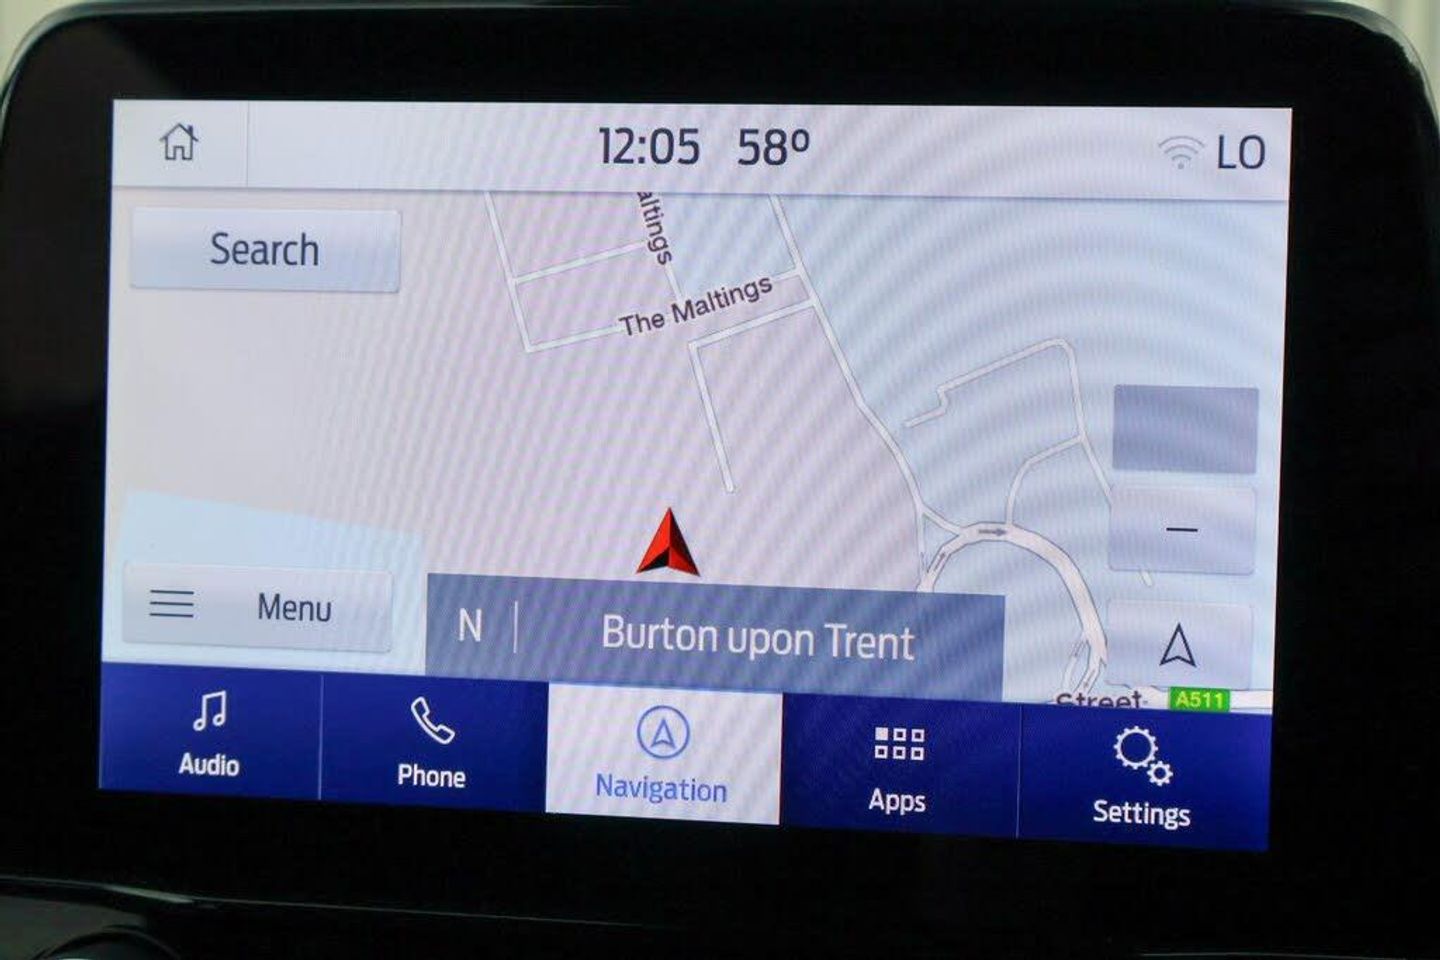 12:05 58° LO
Search
altings
The Maltings
Menu
N | Burton upon Trent
Street A511
Audio
Phone
Navigation
Apps
Settings